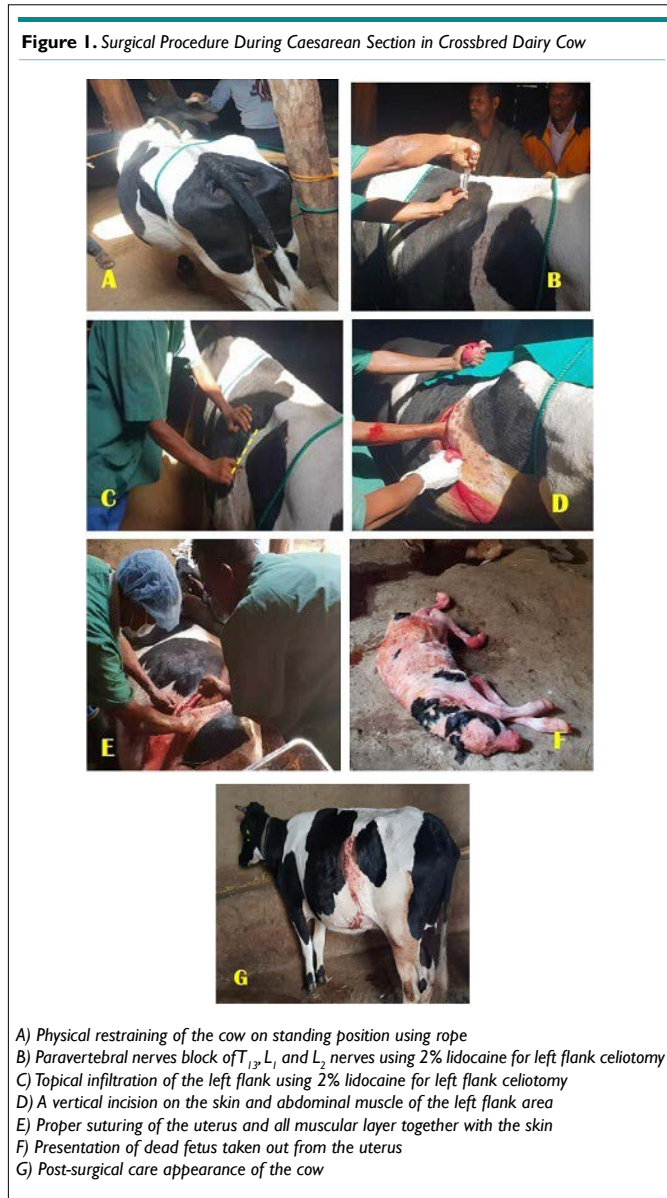 Figure 1. Surgical Procedure During Caesarean Section in Crossbred Dairy Cow
A
B
C
D
E
F
G
A) Physical restraining of the cow on standing position using rope
B) Paravertebral nerves block of T13, L1 and L2 nerves using 2% lidocaine for left flank celiotomy
C) Topical infiltration of the left flank using 2% lidocaine for left flank celiotomy
D) A vertical incision on the skin and abdominal muscle of the left flank area
E) Proper suturing of the uterus and all muscular layer together with the skin
F) Presentation of dead fetus taken out from the uterus
G) Post-surgical care appearance of the cow